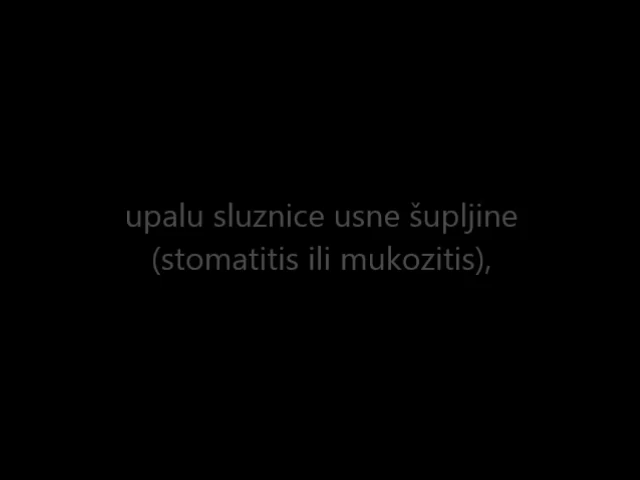 upalu sluznice usne šupljine
(stomatitis ili mukozitis),